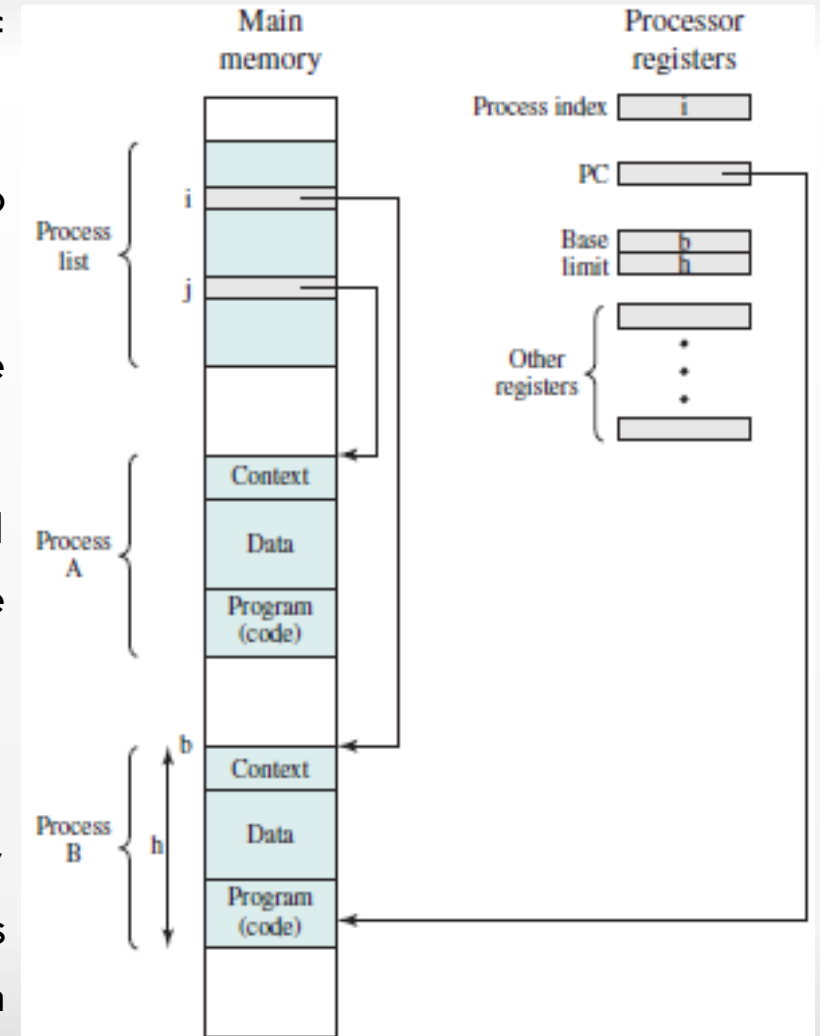 Main
memory
Processor
registers
Process index
i
PC
Base
b
limit
h
Other
registers
Process
list
i
j
Process
A
Context
Data
Program
(code)
Process
B
b
h
Context
Data
Program
(code)